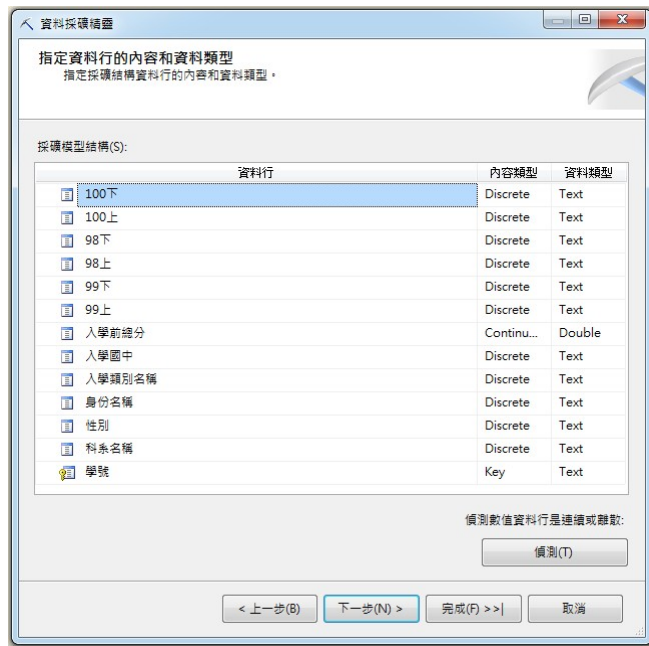 資料採礦精靈
指定資料行的內容和資料類型
指定採礦結構資料行的內容和資料類型。
採礦模型結構(S):
資料行 內容類型 資料類型
100下 Discrete Text
100上 Discrete Text
98下 Discrete Text
98上 Discrete Text
99下 Discrete Text
99上 Discrete Text
入學前總分 Continu... Double
入學國中 Discrete Text
入學類別名稱 Discrete Text
身份名稱 Discrete Text
性別 Discrete Text
科系名稱 Discrete Text
學號 Key Text
偵測數值資料行是連續或離散:
偵測(T)
< 上一步(B) 下一步(N) > 完成(F) >>| 取消